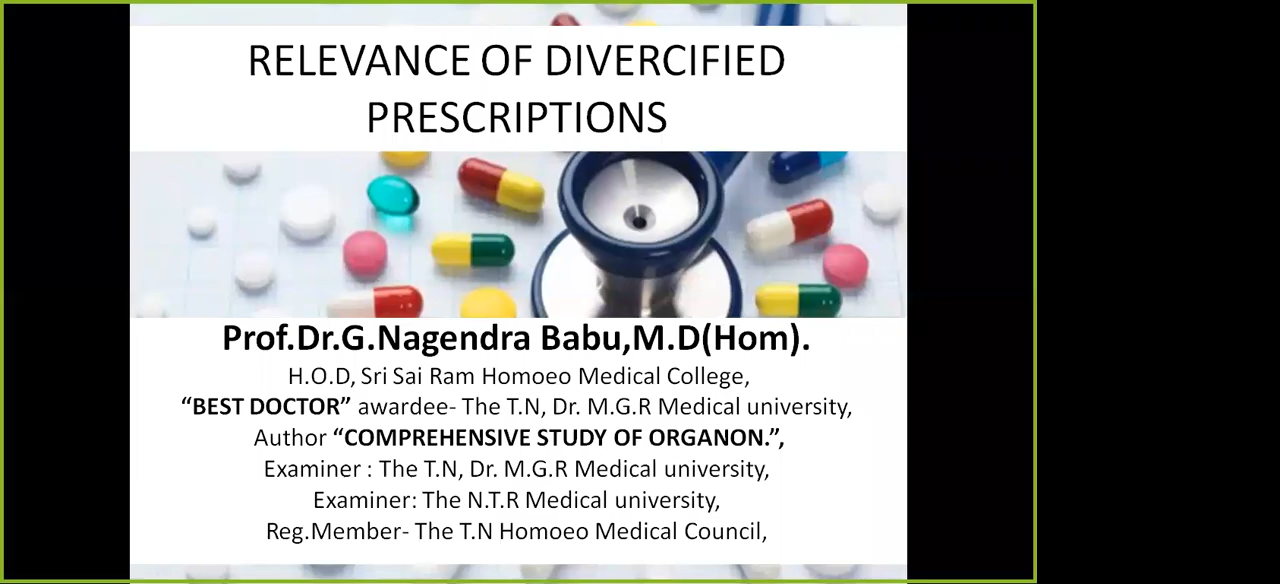 RELEVANCE OF DIVERCIFIED
PRESCRIPTIONS
Prof.Dr.G.Nagendra Babu,M.D(Hom).
H.O.D, Sri Sai Ram Homoeo Medical College,
“BEST DOCTOR” awardee- The T.N, Dr. M.G.R Medical university,
Author “COMPREHENSIVE STUDY OF ORGANON.”,
Examiner : The T.N, Dr. M.G.R Medical university,
Examiner: The N.T.R Medical university,
Reg.Member- The T.N Homoeo Medical Council,